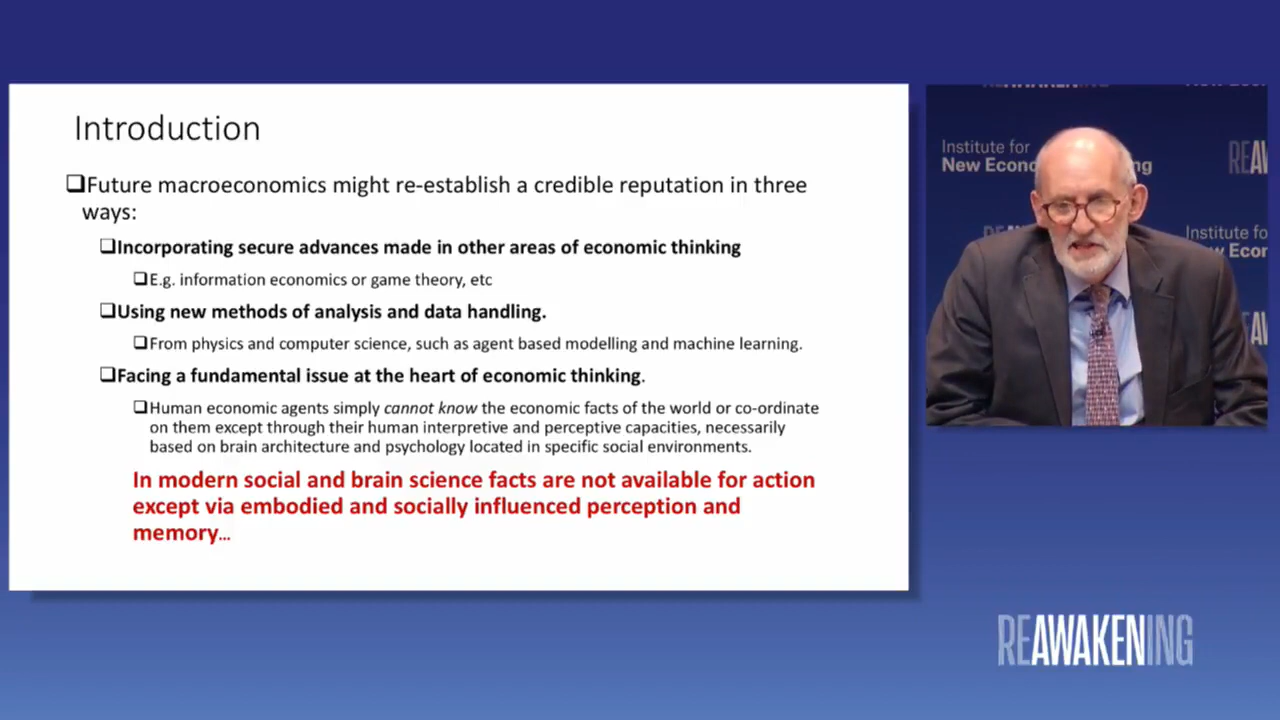 Introduction
❑Future macroeconomics might re-establish a credible reputation in three
ways:
❑Incorporating secure advances made in other areas of economic thinking
❑E.g. information economics or game theory, etc
❑Using new methods of analysis and data handling.
❑From physics and computer science, such as agent based modelling and machine learning.
❑Facing a fundamental issue at the heart of economic thinking.
❑Human economic agents simply cannot know the economic facts of the world or co-ordinate
on them except through their human interpretive and perceptive capacities, necessarily
based on brain architecture and psychology located in specific social environments.
In modern social and brain science facts are not available for action
except via embodied and socially influenced perception and
memory…
Institute for
New Econo
ng
REAW
Institute fo
w Econ
REAWAKENING